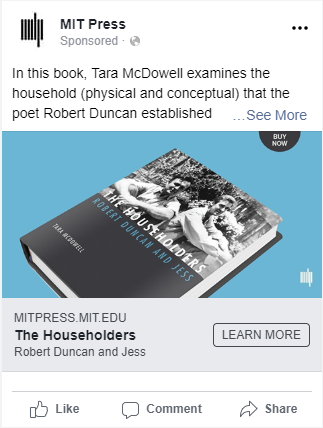 MIT Press
Sponsored ·
In this book, Tara McDowell examines the
household (physical and conceptual) that the
poet Robert Duncan established ...See More
BUY
NOW
THE HOUSEHOLDERS
ROBERT DUNCAN AND JESS
TARA MCDOWELL
MITPRESS.MIT.EDU
The Householders
Robert Duncan and Jess
LEARN MORE
Like
Comment
Share